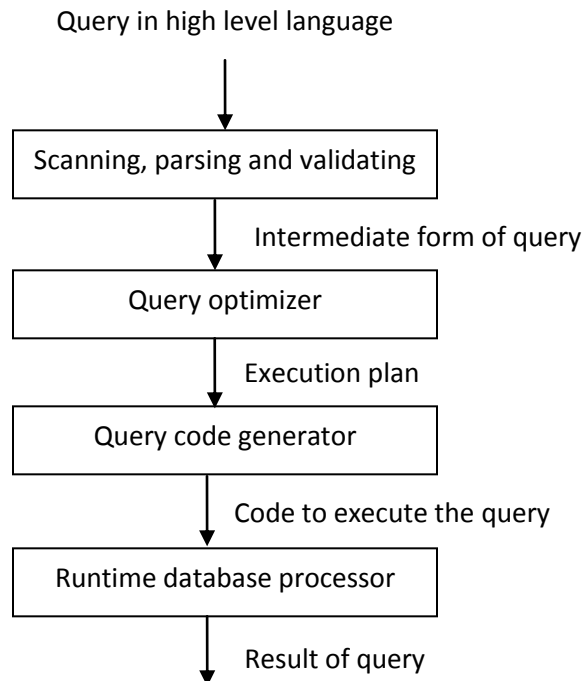 Query in high level language
Scanning, parsing and validating
Intermediate form of query
Query optimizer
Execution plan
Query code generator
Code to execute the query
Runtime database processor
Result of query